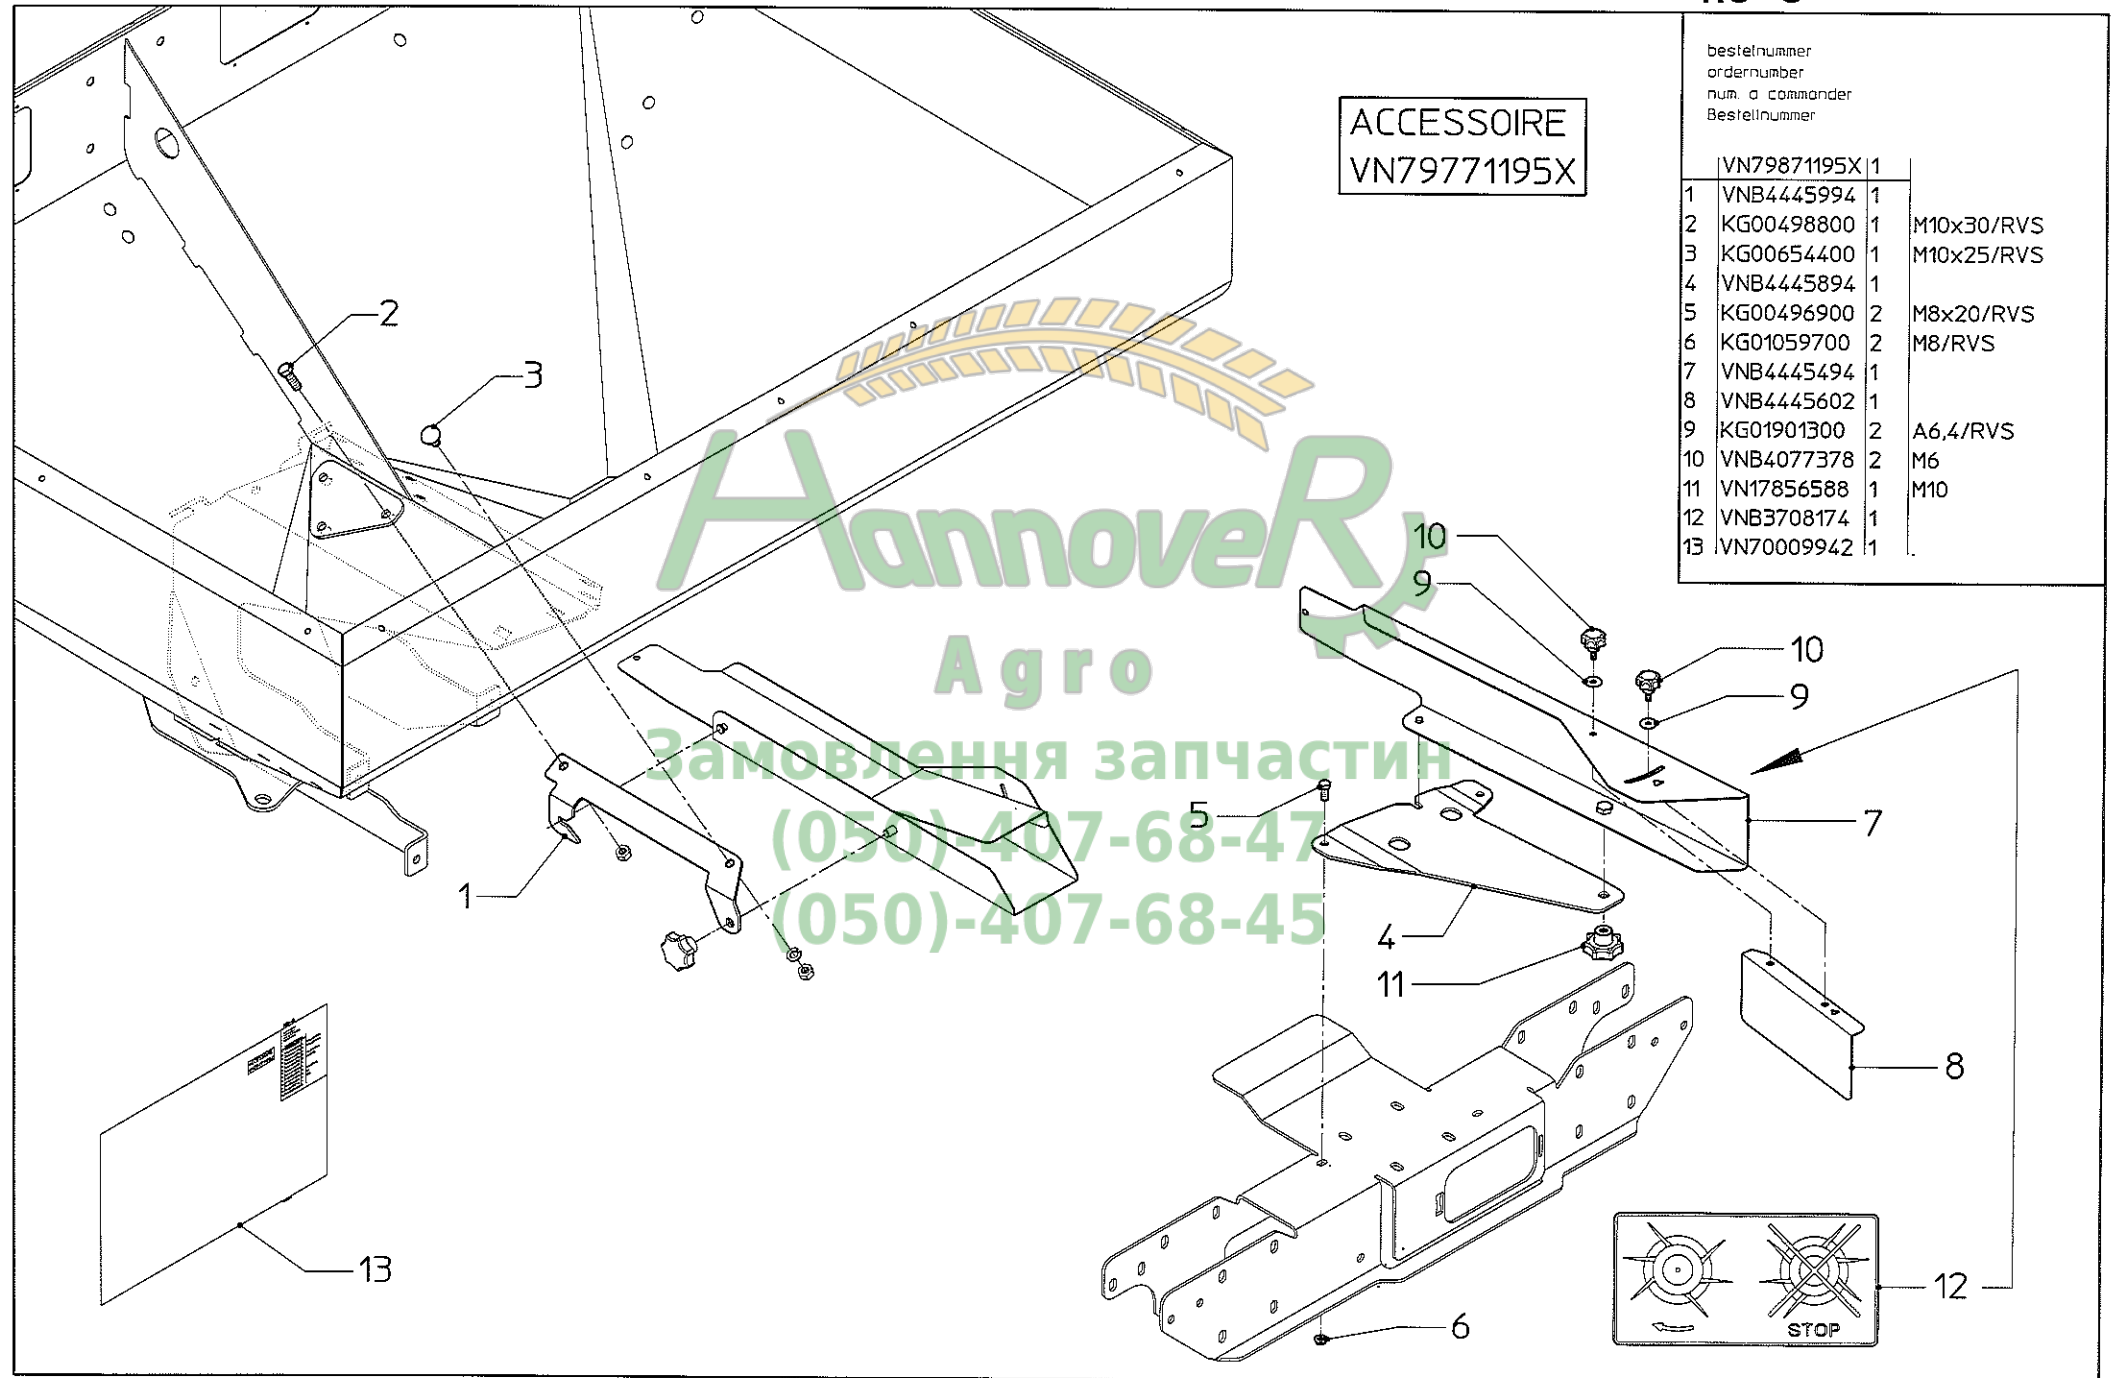 ACCESSOIRE
VN79771195X
bestelnummer
ordernumber
num. a commander
Bestellnummer
VN79871195X 1
1 VNB4445994 1
2 KG00498800 1 M10x30/RVS
3 KG00654400 1 M10x25/RVS
4 VNB4445894 1
5 KG00496900 2 M8x20/RVS
6 KG01059700 2 M8/RVS
7 VNB4445494 1
8 VNB4445602 1
9 KG01901300 2 A6,4/RVS
10 VNB4077378 2 M6
11 VN17856588 1 M10
12 VNB3708174 1
13 VN70009942 1
2
3
HannoveR
Agro
Замовлення запчастин
(050)-407-68-47
(050)-407-68-45
10
9
10
9
5
7
1
4
11
8
13
6
12
STOP